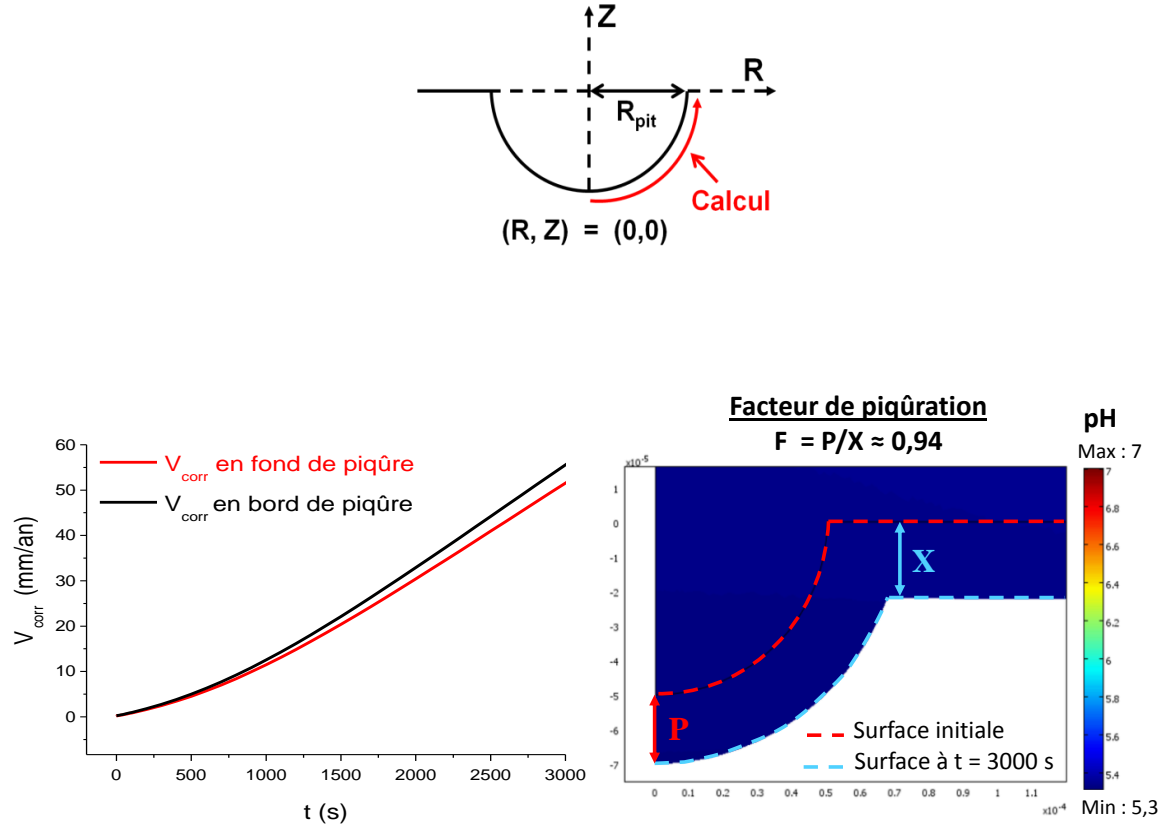 Z
R
R_pit
Calcul
(R, Z) = (0,0)
V_corr en fond de piqûre
V_corr en bord de piqûre
V_corr (mm/an)
60
50
40
30
20
10
0
0 500 1000 1500 2000 2500 3000
t (s)
Facteur de piqûration
F = P/X ≈ 0,94
pH
Max : 7
x10^-5
1
0
-1
-2
-3
-4
-5
-6
-7
0 0.1 0.2 0.3 0.4 0.5 0.6 0.7 0.8 0.9 1 1.1
x10^-4
X
P
Surface initiale
Surface à t = 3000 s
7
6.8
6.6
6.4
6.2
6
5.8
5.6
5.4
Min : 5,3